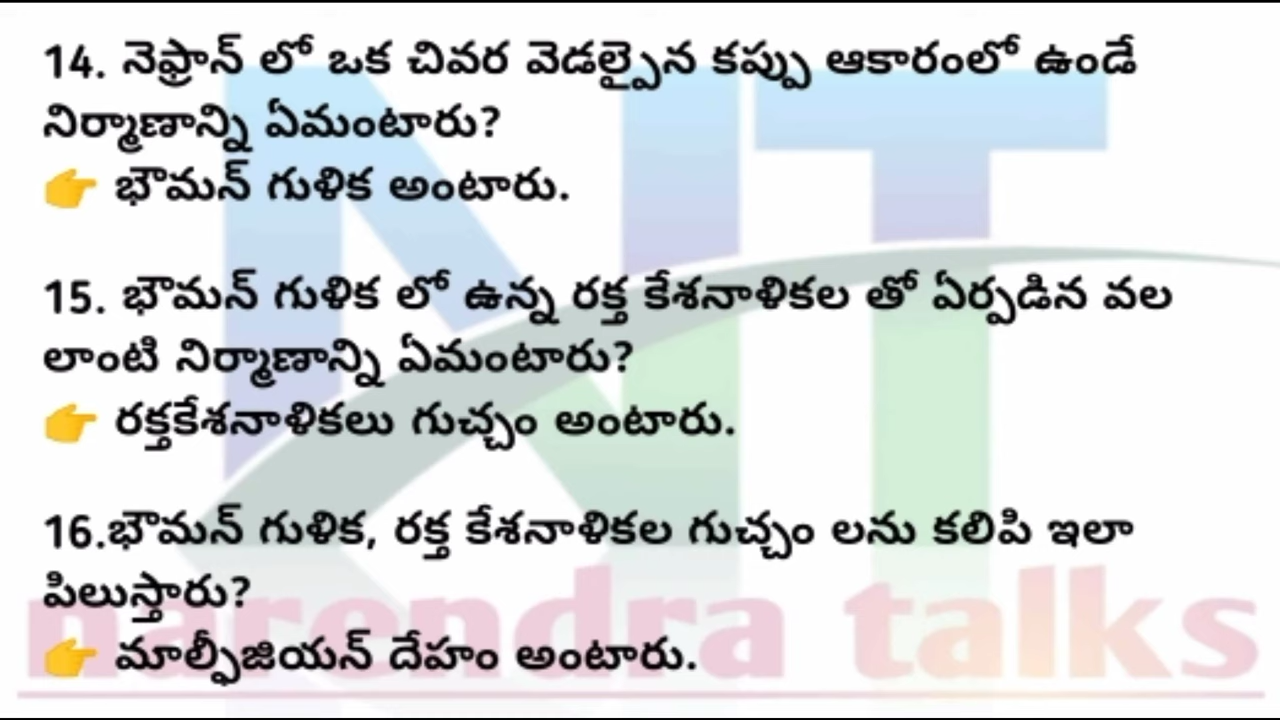 14. నెఫ్రాన్ లో ఒక చివర వెడల్పైన కప్పు ఆకారంలో ఉండే
నిర్మాణాన్ని ఏమంటారు?
👉 భౌమన్ గుళిక అంటారు.
15. భౌమన్ గుళిక లో ఉన్న రక్త కేశనాళికల తో ఏర్పడిన వల
లాంటి నిర్మాణాన్ని ఏమంటారు?
👉 రక్తకేశనాళికలు గుచ్చం అంటారు.
16.భౌమన్ గుళిక, రక్త కేశనాళికల గుచ్చం లను కలిపి ఇలా
పిలుస్తారు?
👉 మాల్ఫీజియన్ దేహం అంటారు.
NT
narendra talks